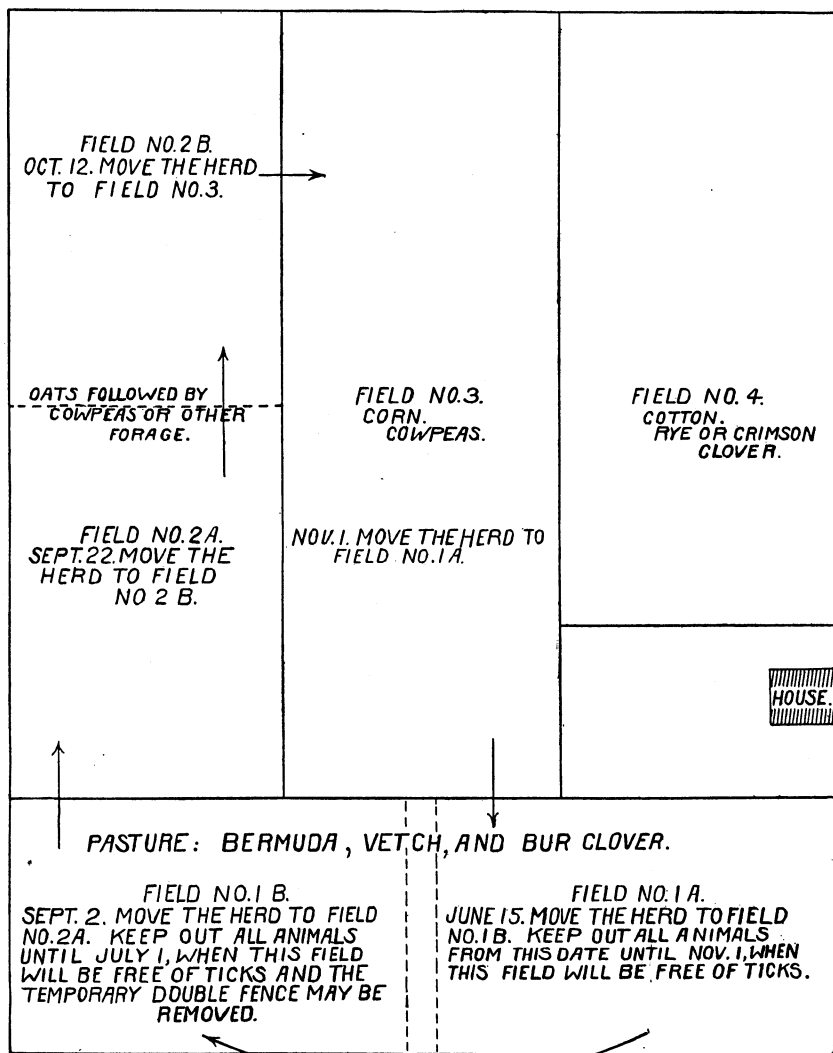 FIELD NO. 2 B.
OCT. 12. MOVE THE HERD
TO FIELD NO. 3.
OATS FOLLOWED BY
COWPEAS OR OTHER
FORAGE.
FIELD NO. 2A.
SEPT. 22. MOVE THE
HERD TO FIELD
NO 2 B.
FIELD NO. 3.
CORN.
COWPEAS.
NOV. 1. MOVE THE HERD TO
FIELD NO. 1A.
FIELD NO. 4.
COTTON.
RYE OR CRIMSON
CLOVER.
HOUSE.
PASTURE: BERMUDA, VETCH, AND BUR CLOVER.
FIELD NO. 1 B.
SEPT. 2. MOVE THE HERD TO FIELD
NO. 2A. KEEP OUT ALL ANIMALS
UNTIL JULY 1, WHEN THIS FIELD
WILL BE FREE OF TICKS AND THE
TEMPORARY DOUBLE FENCE MAY BE
REMOVED.
FIELD NO. 1A.
JUNE 15. MOVE THE HERD TO FIELD
NO. 1B. KEEP OUT ALL ANIMALS
FROM THIS DATE UNTIL NOV. 1, WHEN
THIS FIELD WILL BE FREE OF TICKS.